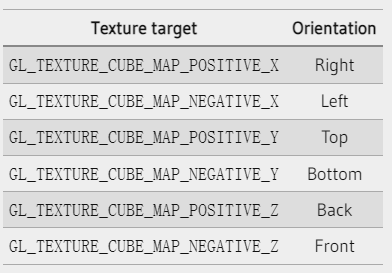 Texture target Orientation
GL_TEXTURE_CUBE_MAP_POSITIVE_X Right
GL_TEXTURE_CUBE_MAP_NEGATIVE_X Left
GL_TEXTURE_CUBE_MAP_POSITIVE_Y Top
GL_TEXTURE_CUBE_MAP_NEGATIVE_Y Bottom
GL_TEXTURE_CUBE_MAP_POSITIVE_Z Back
GL_TEXTURE_CUBE_MAP_NEGATIVE_Z Front